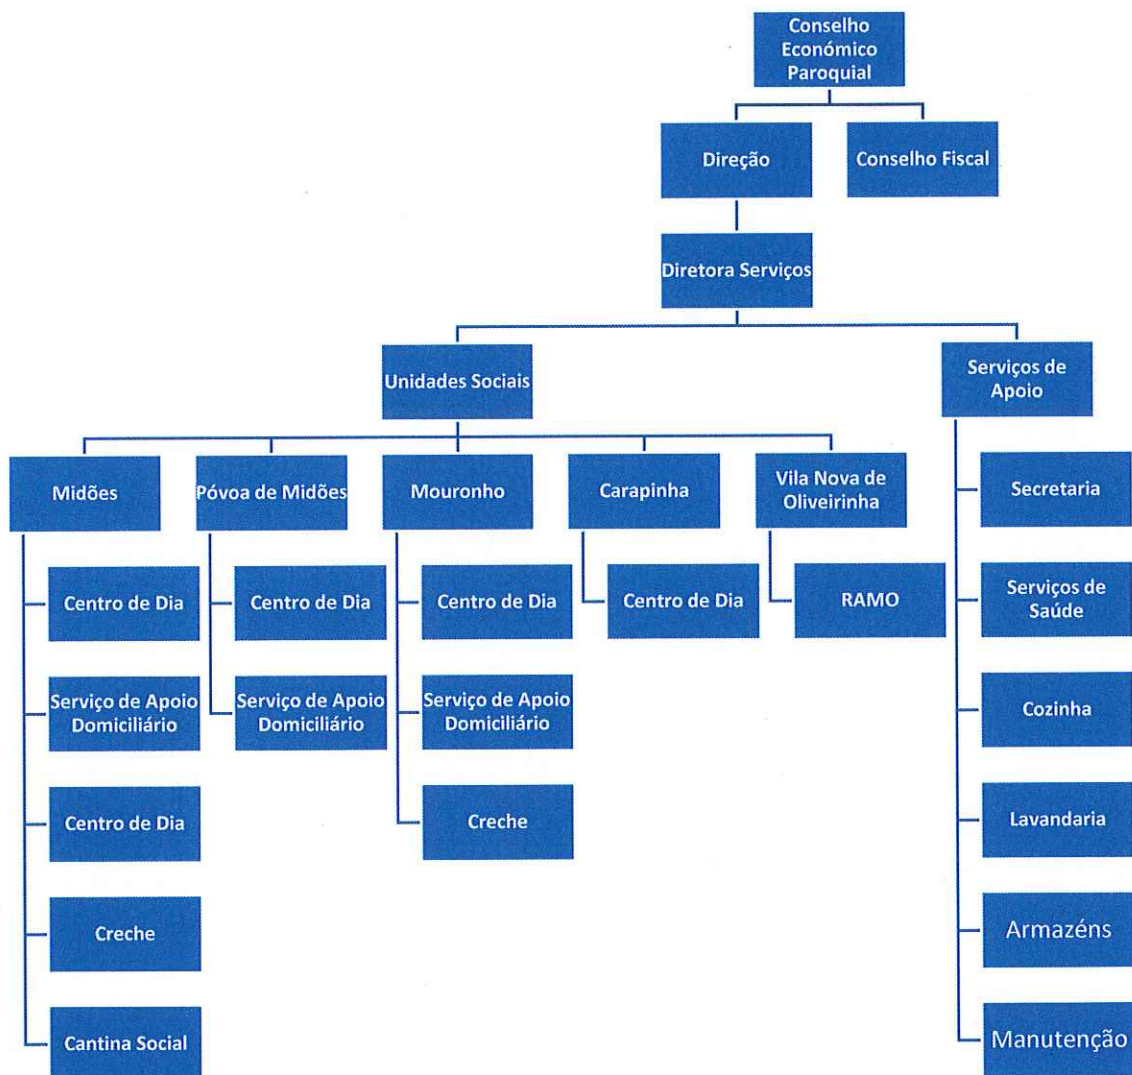 Conselho
Económico
Paroquial
Direção
Conselho Fiscal
Diretora Serviços
Unidades Sociais
Serviços de
Apoio
Midões
Póvoa de Midões
Mouronho
Carapinha
Vila Nova de
Oliveirinha
Secretaria
Centro de Dia
Centro de Dia
Centro de Dia
Centro de Dia
RAMO
Serviços de
Saúde
Serviço de Apoio
Domiciliário
Serviço de Apoio
Domiciliário
Serviço de Apoio
Domiciliário
Cozinha
Centro de Dia
Creche
Lavandaria
Creche
Armazéns
Cantina Social
Manutenção